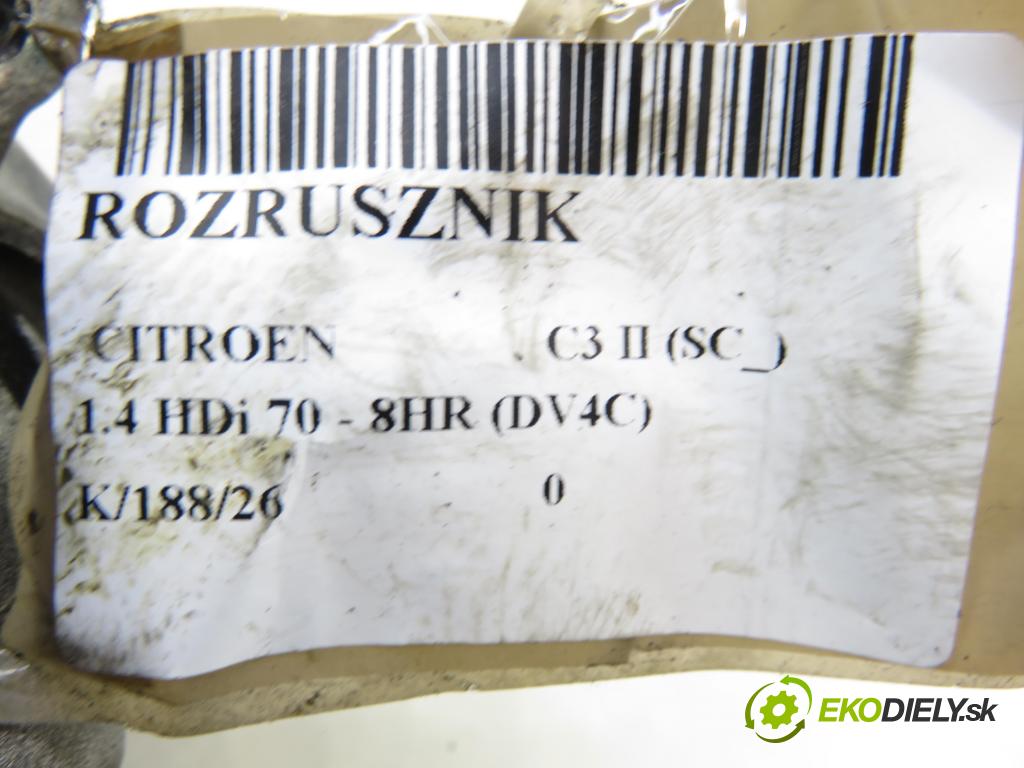 ROZRUSZNIK
CITROEN C3 II (SC_)
1.4 HDi 70 - 8HR (DV4C)
K/188/26 0
EKODIELY.sk